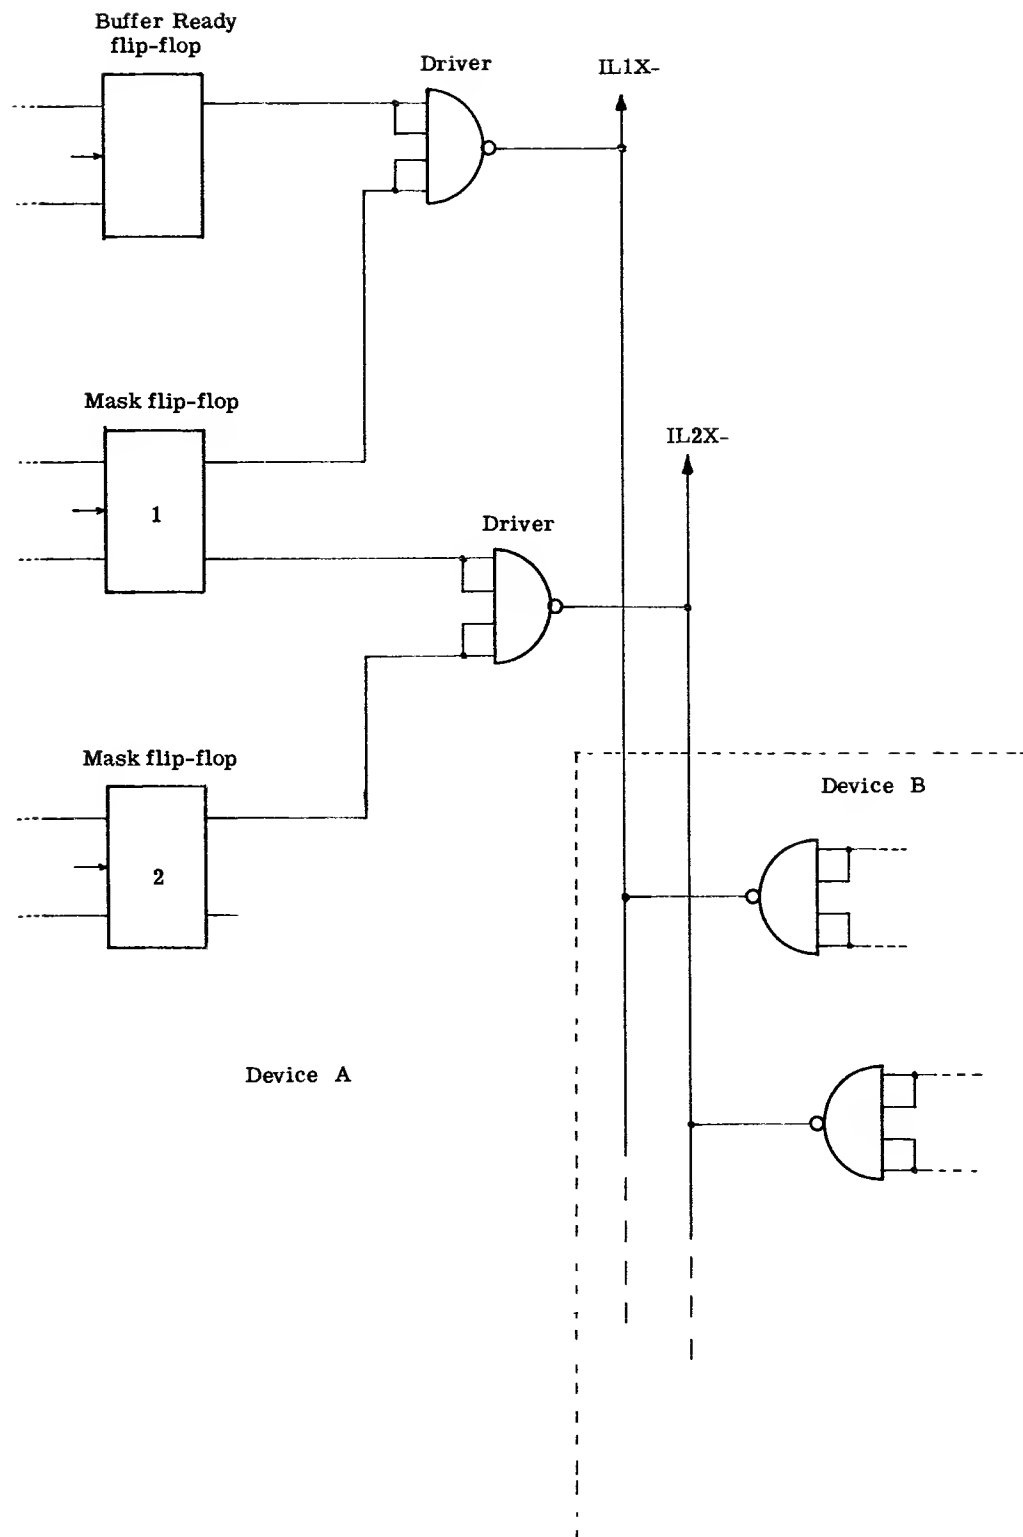 Buffer Ready
flip-flop
Driver
IL1X-
Mask flip-flop
1
IL2X-
Driver
Mask flip-flop
2
Device B
Device A